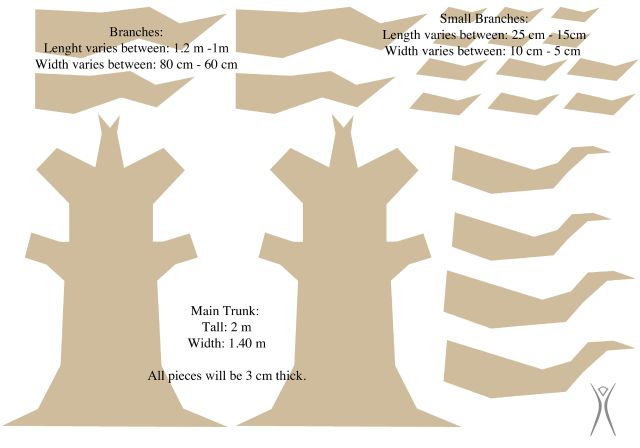 Branches:
Lenght varies between: 1.2 m -1m
Width varies between: 80 cm - 60 cm
Small Branches:
Length varies between: 25 cm - 15cm
Width varies between: 10 cm - 5 cm
Main Trunk:
Tall: 2 m
Width: 1.40 m
All pieces will be 3 cm thick.